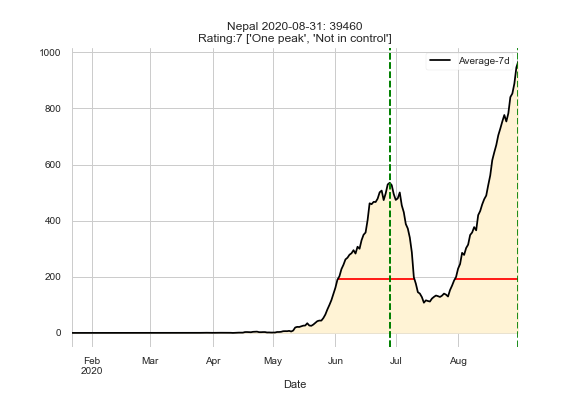 Nepal 2020-08-31: 39460
Rating:7 ['One peak', 'Not in control']
1000
Average-7d
800
600
400
200
0
Feb Mar Apr May Jun Jul Aug
2020
Date